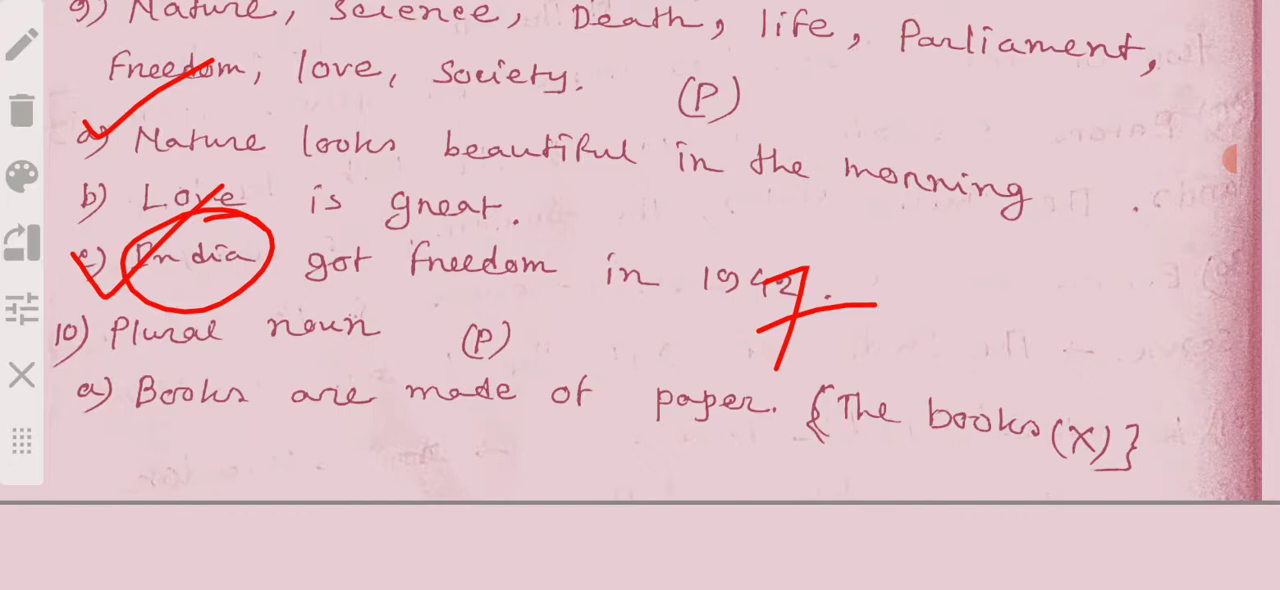 9) Nature, Science, Death, life, Parliament,
Freedom, love, Society.
(P)
a) Nature looks beautiful in the morning.
b) Love is great.
c) India got freedom in 1947.
10) Plural noun (P)
a) Books are made of paper. {The books (X)}